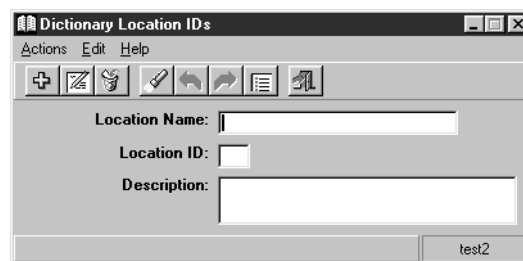 Dictionary Location IDs
Actions Edit Help
Location Name:
Location ID:
Description:
test2